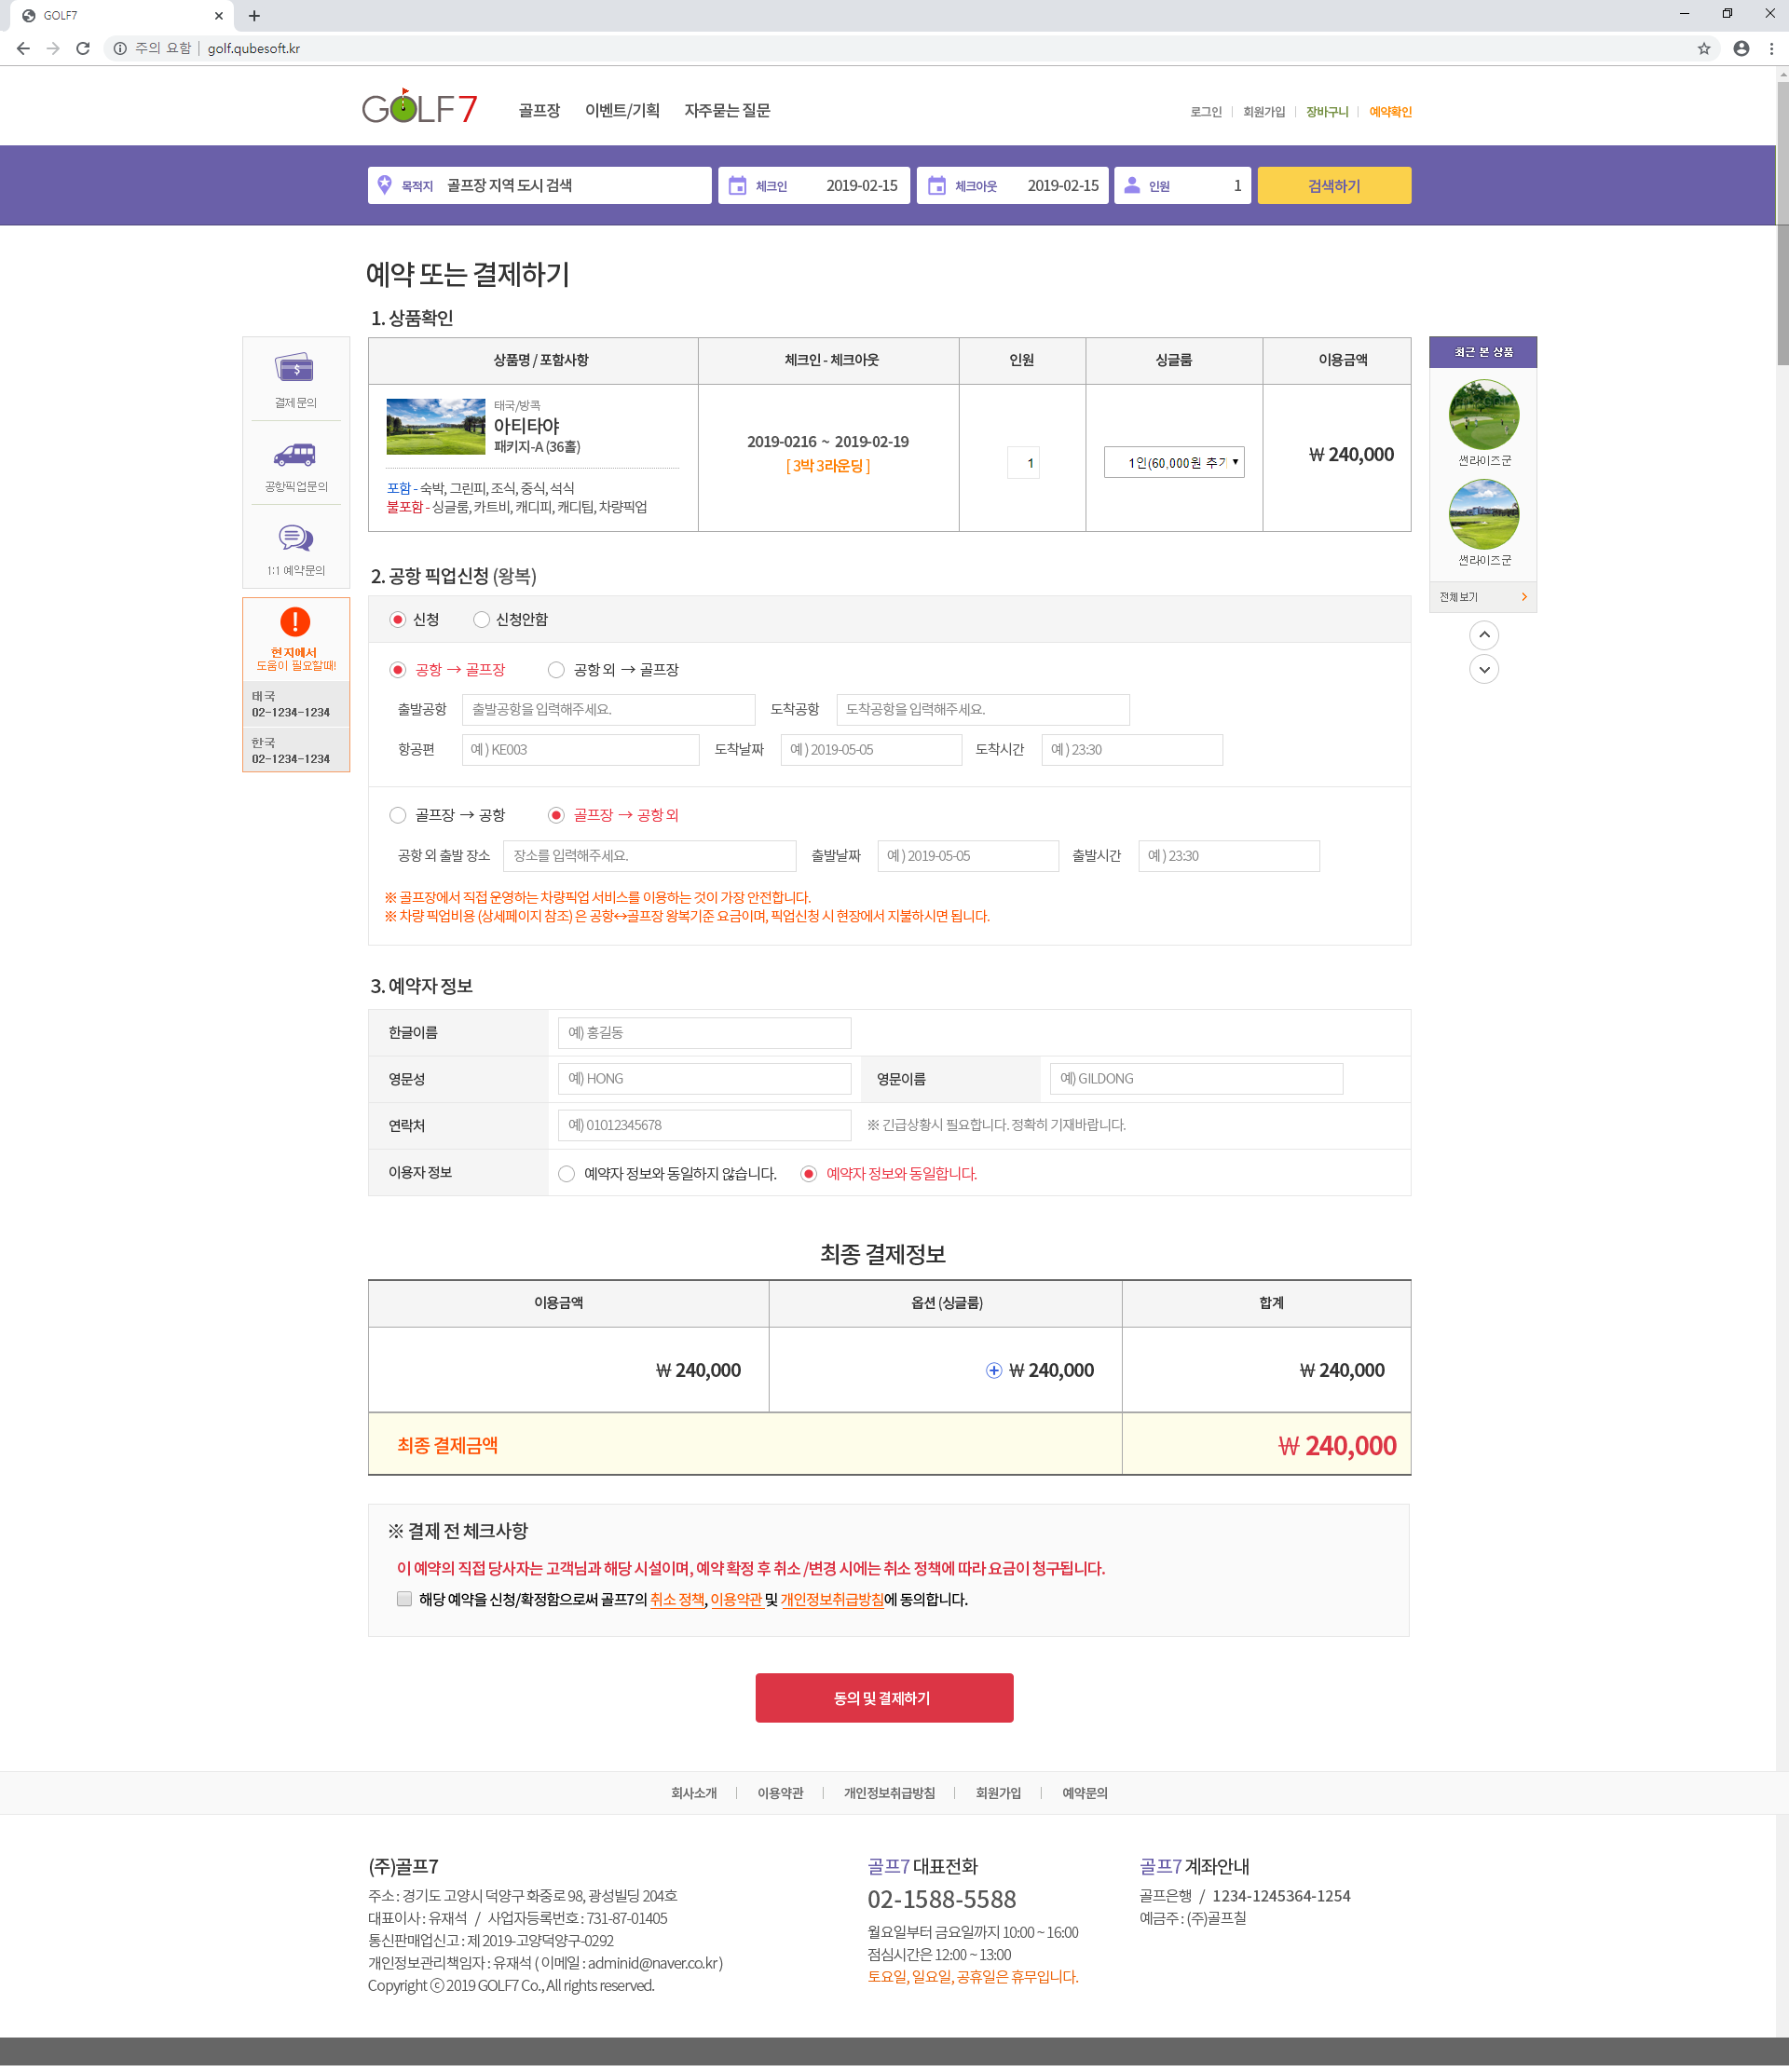 GOLF7
주의 요함 | golf.qubesoft.kr
GOLF 7 골프장 이벤트/기획 자주묻는 질문 로그인 회원가입 장바구니 예약확인
목적지 골프장 지역 도시 검색 체크인 2019-02-15 체크아웃 2019-02-15 인원 1 검색하기
예약 또는 결제하기
1. 상품확인
상품명 / 포함사항 체크인 - 체크아웃 인원 싱글룸 이용금액
태국/방콕
아티타야
패키지-A (36홀)
포함 - 숙박, 그린피, 조식, 중식, 석식
불포함 - 싱글룸, 카트비, 캐디피, 캐디팁, 차량픽업
2019-0216 ~ 2019-02-19
[ 3박 3라운딩 ]
1
1인(60,000원 추가
₩ 240,000
결제문의
공항픽업문의
1:1 예약문의
현지에서
도움이 필요할때!
태국
02-1234-1234
한국
02-1234-1234
최근 본 상품
썬라이즈군
썬라이즈군
전체보기
2. 공항 픽업신청 (왕복)
신청 신청안함
공항 → 골프장 공항 외 → 골프장
출발공항 출발공항을 입력해주세요. 도착공항 도착공항을 입력해주세요.
항공편 예 ) KE003 도착날짜 예 ) 2019-05-05 도착시간 예 ) 23:30
골프장 → 공항 골프장 → 공항 외
공항 외 출발 장소 장소를 입력해주세요. 출발날짜 예 ) 2019-05-05 출발시간 예 ) 23:30
※ 골프장에서 직접 운영하는 차량픽업 서비스를 이용하는 것이 가장 안전합니다.
※ 차량 픽업비용 (상세페이지 참조) 은 공항↔골프장 왕복기준 요금이며, 픽업신청 시 현장에서 지불하시면 됩니다.
3. 예약자 정보
한글이름 예) 홍길동
영문성 예) HONG 영문이름 예) GILDONG
연락처 예) 01012345678 ※ 긴급상황시 필요합니다. 정확히 기재바랍니다.
이용자 정보 예약자 정보와 동일하지 않습니다. 예약자 정보와 동일합니다.
최종 결제정보
이용금액 옵션 (싱글룸) 합계
₩ 240,000 ₩ 240,000 ₩ 240,000
최종 결제금액 ₩ 240,000
※ 결제 전 체크사항
이 예약의 직접 당사자는 고객님과 해당 시설이며, 예약 확정 후 취소 /변경 시에는 취소 정책에 따라 요금이 청구됩니다.
해당 예약을 신청/확정함으로써 골프7의 취소 정책, 이용약관 및 개인정보취급방침에 동의합니다.
동의 및 결제하기
회사소개 | 이용약관 | 개인정보취급방침 | 회원가입 | 예약문의
(주)골프7
주소 : 경기도 고양시 덕양구 화중로 98, 광성빌딩 204호
대표이사 : 유재석 / 사업자등록번호 : 731-87-01405
통신판매업신고 : 제 2019-고양덕양구-0292
개인정보관리책임자 : 유재석 ( 이메일 : adminid@naver.co.kr )
Copyright ⓒ 2019 GOLF7 Co., All rights reserved.
골프7 대표전화
02-1588-5588
월요일부터 금요일까지 10:00 ~ 16:00
점심시간은 12:00 ~ 13:00
토요일, 일요일, 공휴일은 휴무입니다.
골프7 계좌안내
골프은행 / 1234-1245364-1254
예금주 : (주)골프칠